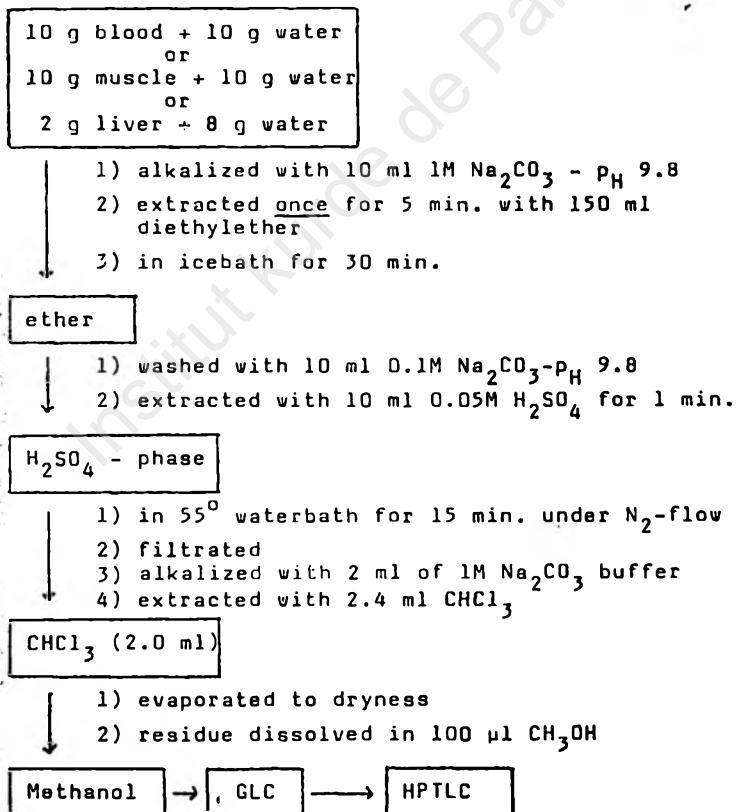 10 g blood + 10 g water
or
10 g muscle + 10 g water
or
2 g liver + 8 g water
1) alkalized with 10 ml 1M Na2CO3 - pH 9.8
2) extracted once for 5 min. with 150 ml
diethylether
3) in icebath for 30 min.
ether
1) washed with 10 ml 0.1M Na2CO3-pH 9.8
2) extracted with 10 ml 0.05M H2SO4 for 1 min.
H2SO4 - phase
1) in 55° waterbath for 15 min. under N2-flow
2) filtrated
3) alkalized with 2 ml of 1M Na2CO3 buffer
4) extracted with 2.4 ml CHCl3
CHCl3 (2.0 ml)
1) evaporated to dryness
2) residue dissolved in 100 µl CH3OH
Methanol → GLC → HPTLC
Institut kurde de Par